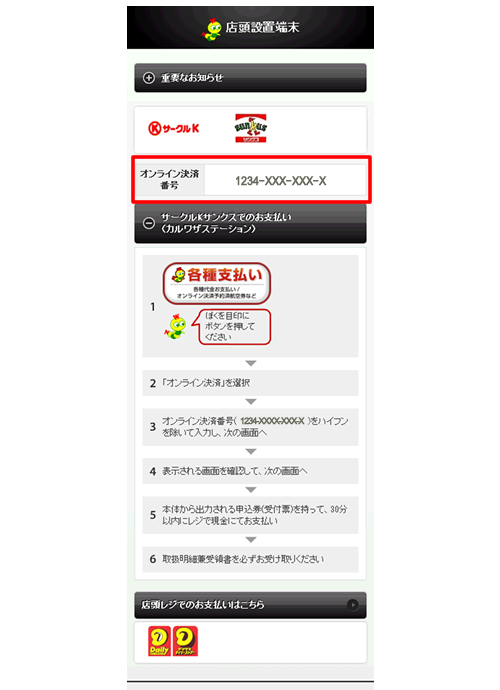 店頭設置端末
重要なお知らせ
K サークルK
サンクス
オンライン決済
番号
1234-XXX-XXX-X
サークルKサンクスでのお支払い
(カルワザステーション)
1
各種支払い
各種代金お支払い/
オンライン決済予約済航空券など
ぼくを目印に
ボタンを押して
ください
2 「オンライン決済」を選択
3 オンライン決済番号( 1234-XXXX-XXX-X )をハイフン
を除いて入力し、次の画面へ
4 表示される画面を確認して、次の画面へ
5 本体から出力される申込券(受付票)を持って、30分
以内にレジで現金にてお支払い
6 取扱明細兼受領書を必ずお受け取りください
店頭レジでのお支払いはこちら
Daily